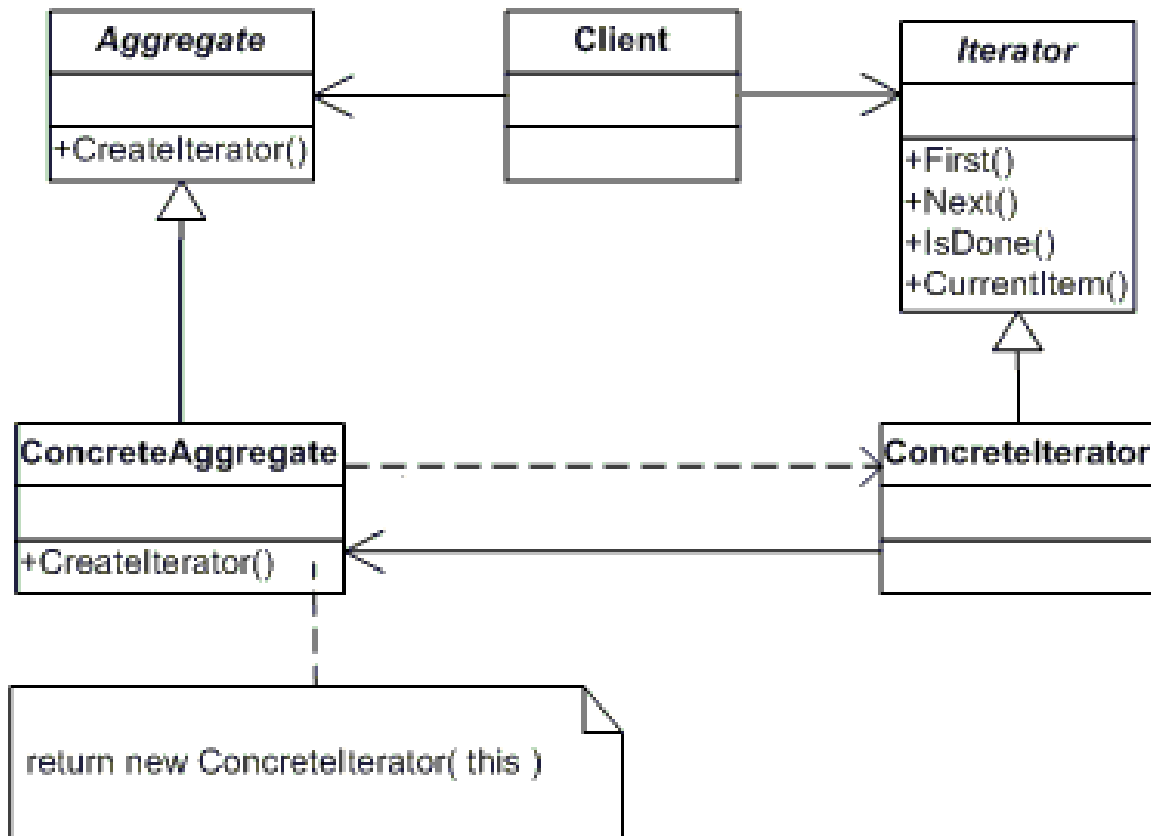 Aggregate
+CreateIterator()
Client
Iterator
+First()
+Next()
+IsDone()
+CurrentItem()
ConcreteAggregate
+CreateIterator()
ConcreteIterator
return new ConcreteIterator( this )